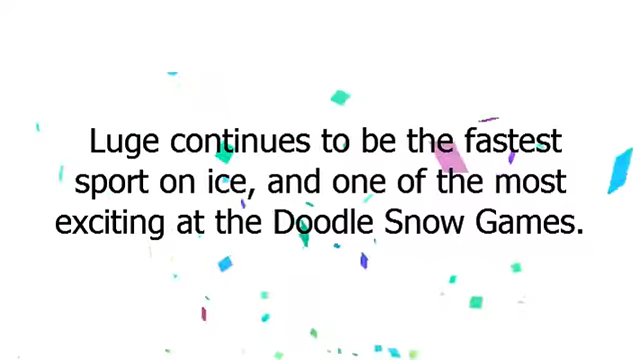 Luge continues to be the fastest
sport on ice, and one of the most
exciting at the Doodle Snow Games.